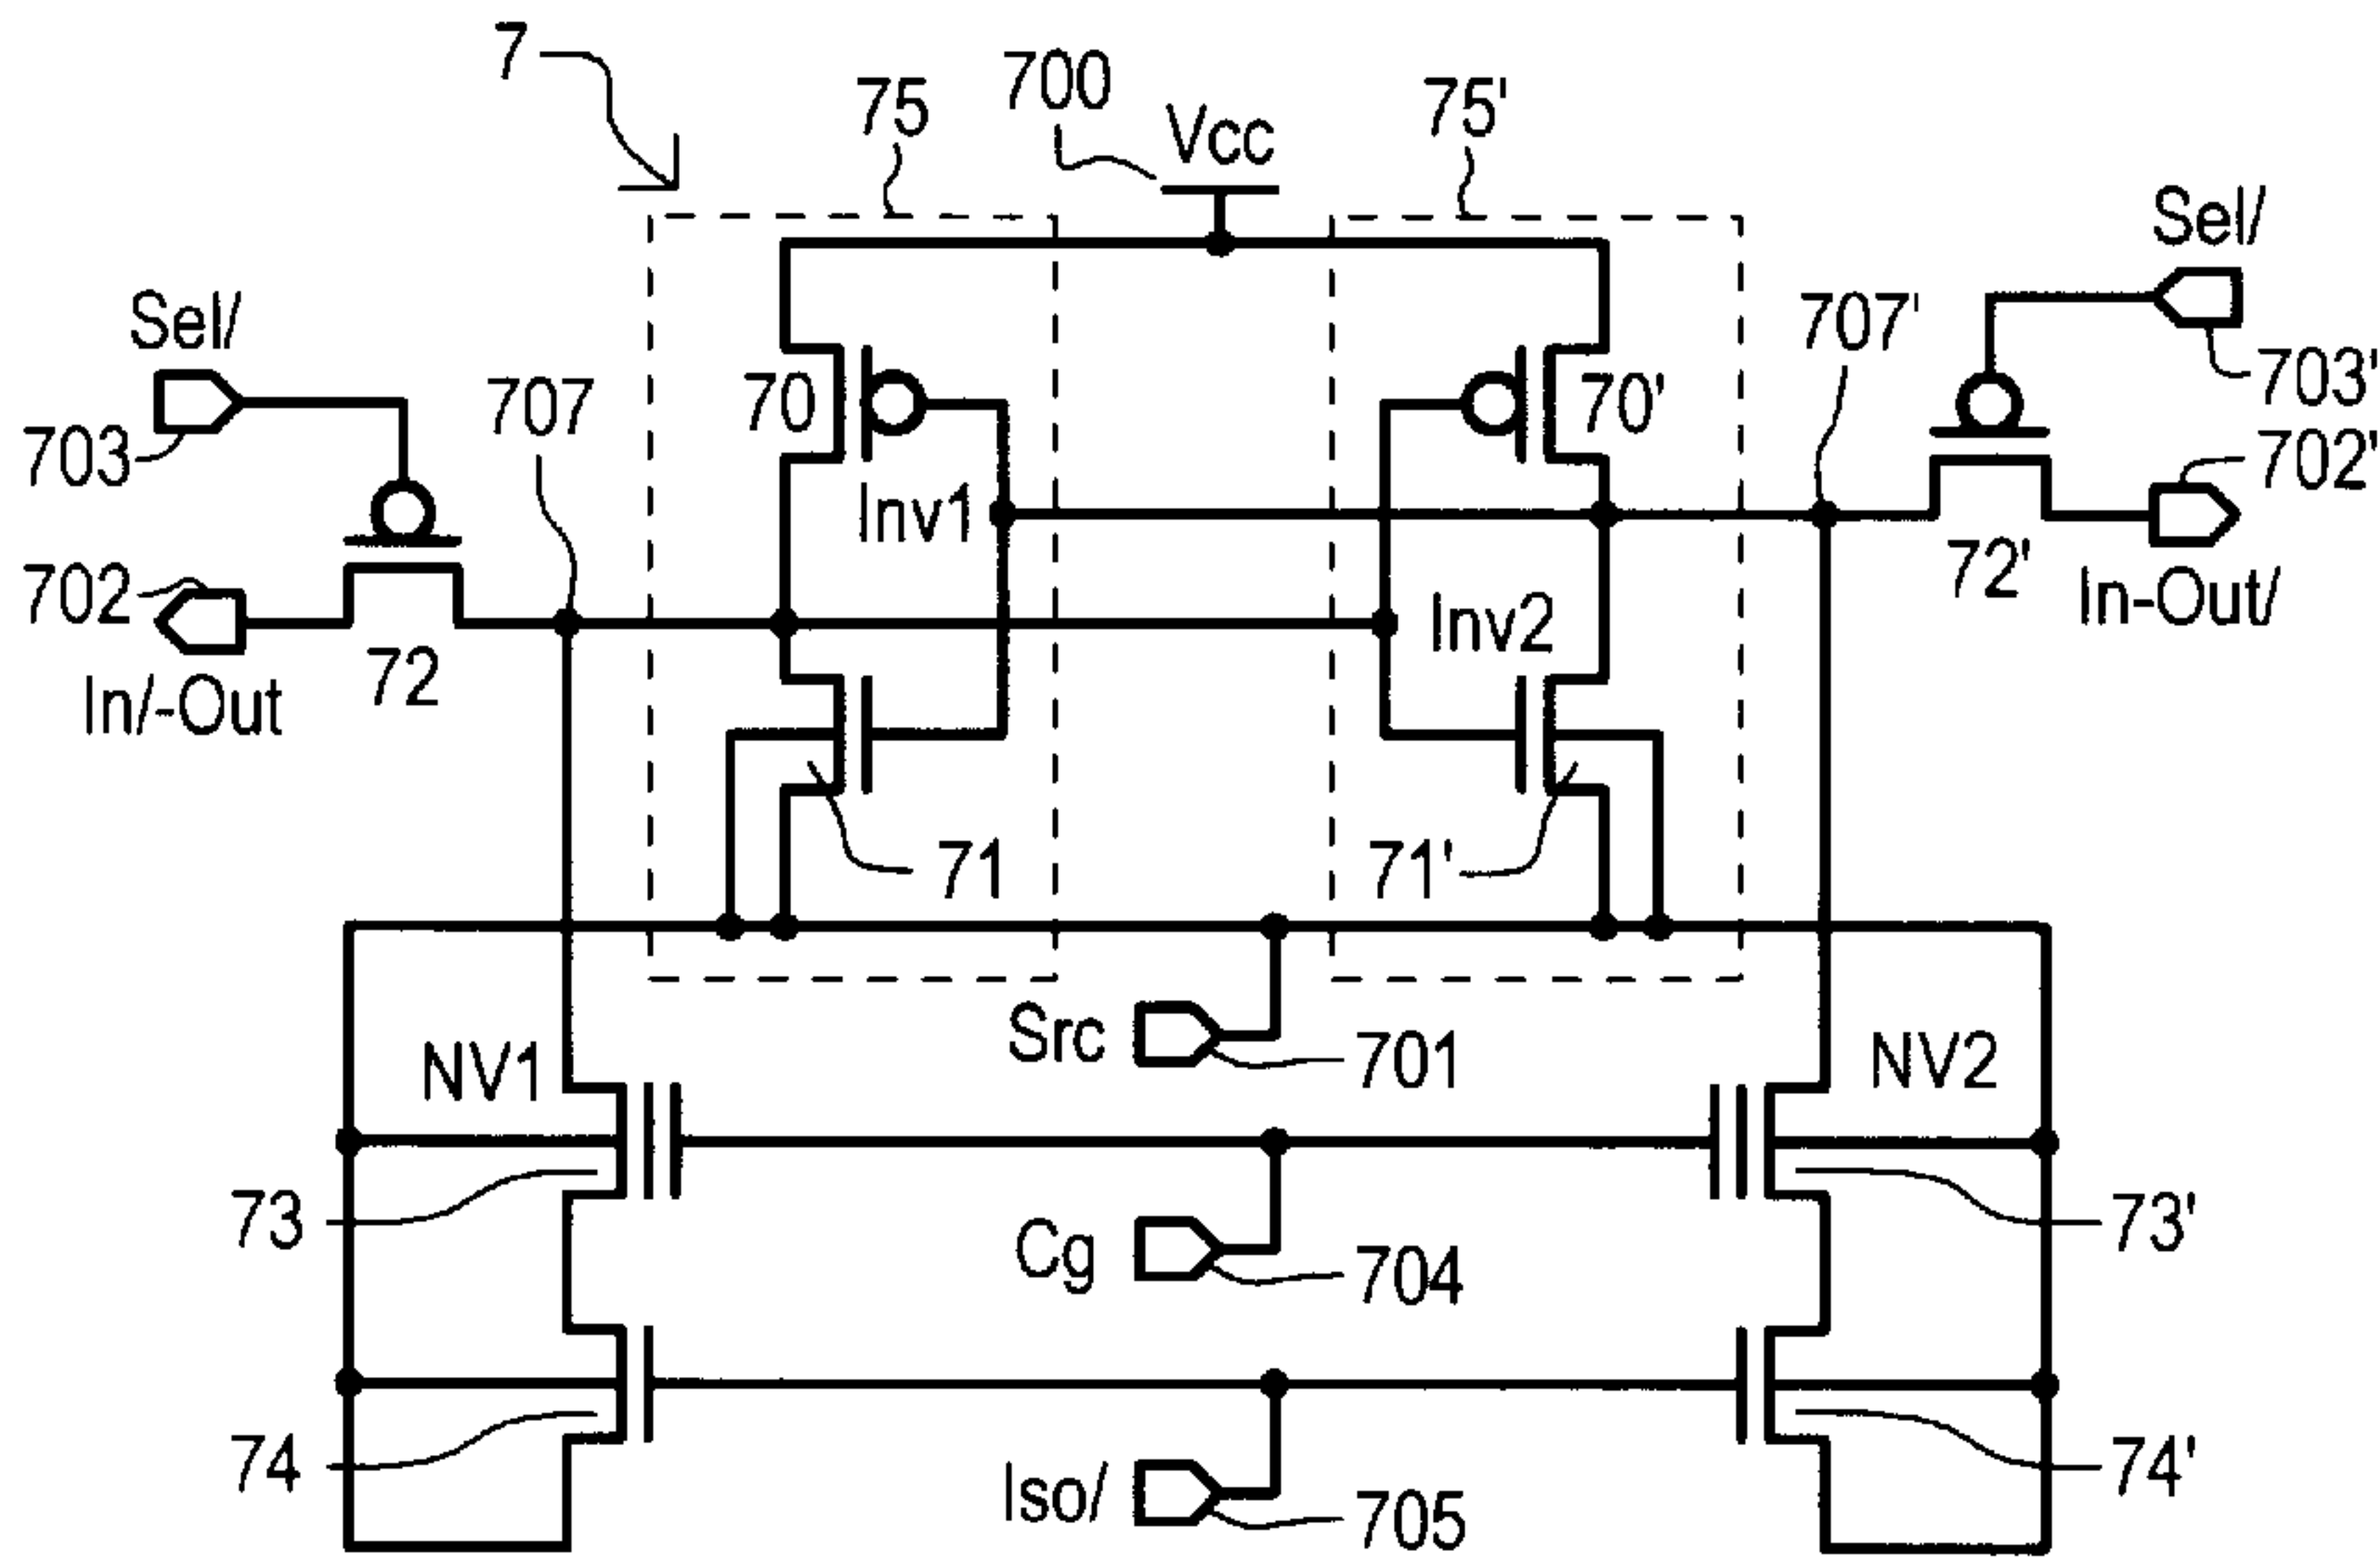 7
75
700
Vcc
75'
Sel/
703
707
70
Inv1
70'
707'
Sel/
703'
702'
702
In/-Out
72
Inv2
72'
In-Out/
71
71'
Src
701
NV1
NV2
73
Cg
704
73'
74
Iso/
705
74'